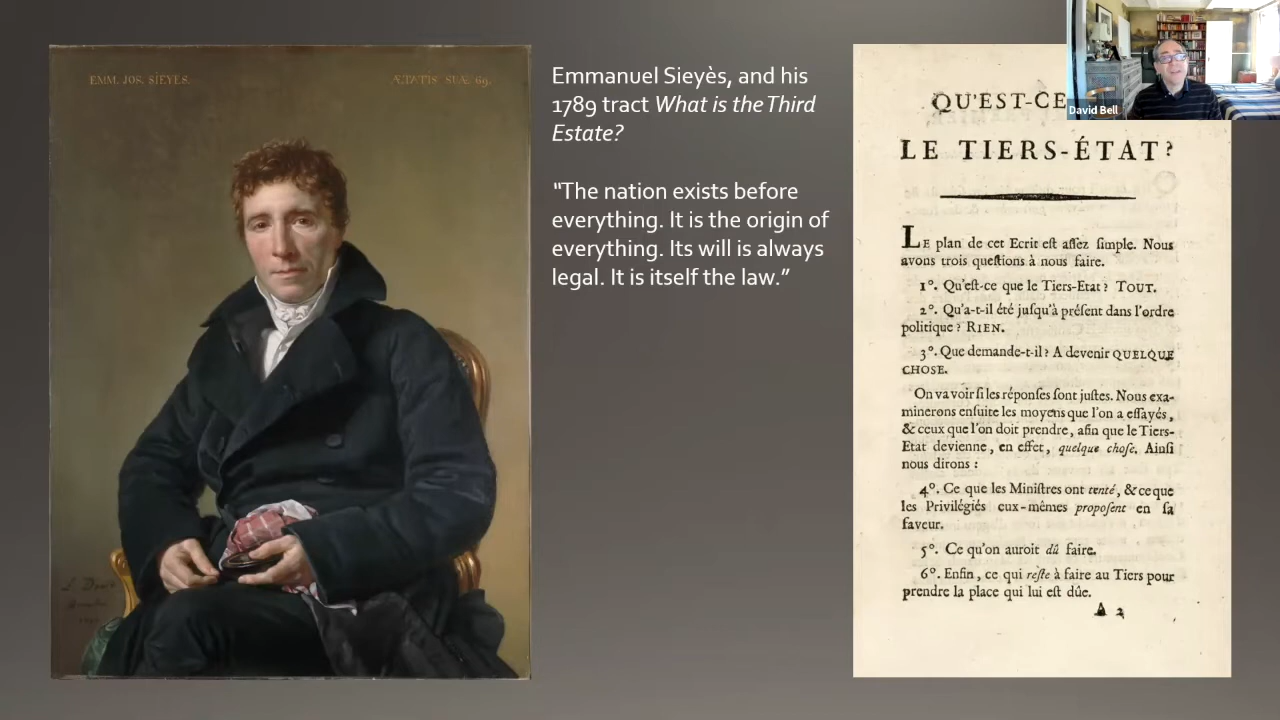 EMM. JOS. SIEYES.
ÆTATIS SUÆ 69.
L. David
Emmanuel Sieyès, and his
1789 tract What is the Third
Estate?
"The nation exists before
everything. It is the origin of
everything. Its will is always
legal. It is itself the law.”
David Bell
QU'EST-CE
LE TIERS-ÉTAT?
LE plan de cet Ecrit eſt aſſez ſimple. Nous
avons trois queſtions à nous faire.
1°. Qu'eſt-ce que le Tiers-Etat? TOUT.
2°. Qu'a-t-il été juſqu'à préſent dans l'ordre
politique? RIEN.
3°. Que demande-t-il? A devenir QUELQUE
CHOSE.
On va voir ſi les réponſes ſont juſtes. Nous exa-
minerons enſuite les moyens que l'on a eſſayés,
& ceux que l'on doit prendre, afin que le Tiers-
Etat devienne, en effet, quelque choſe. Ainſi
nous dirons:
4°. Ce que les Miniſtres ont tenté, & ce que
les Privilégiés eux-mêmes propoſent en ſa
faveur.
5°. Ce qu'on auroit dû faire.
6°. Enfin, ce qui reſte à faire au Tiers pour
prendre la place qui lui eſt dûe.
A 2